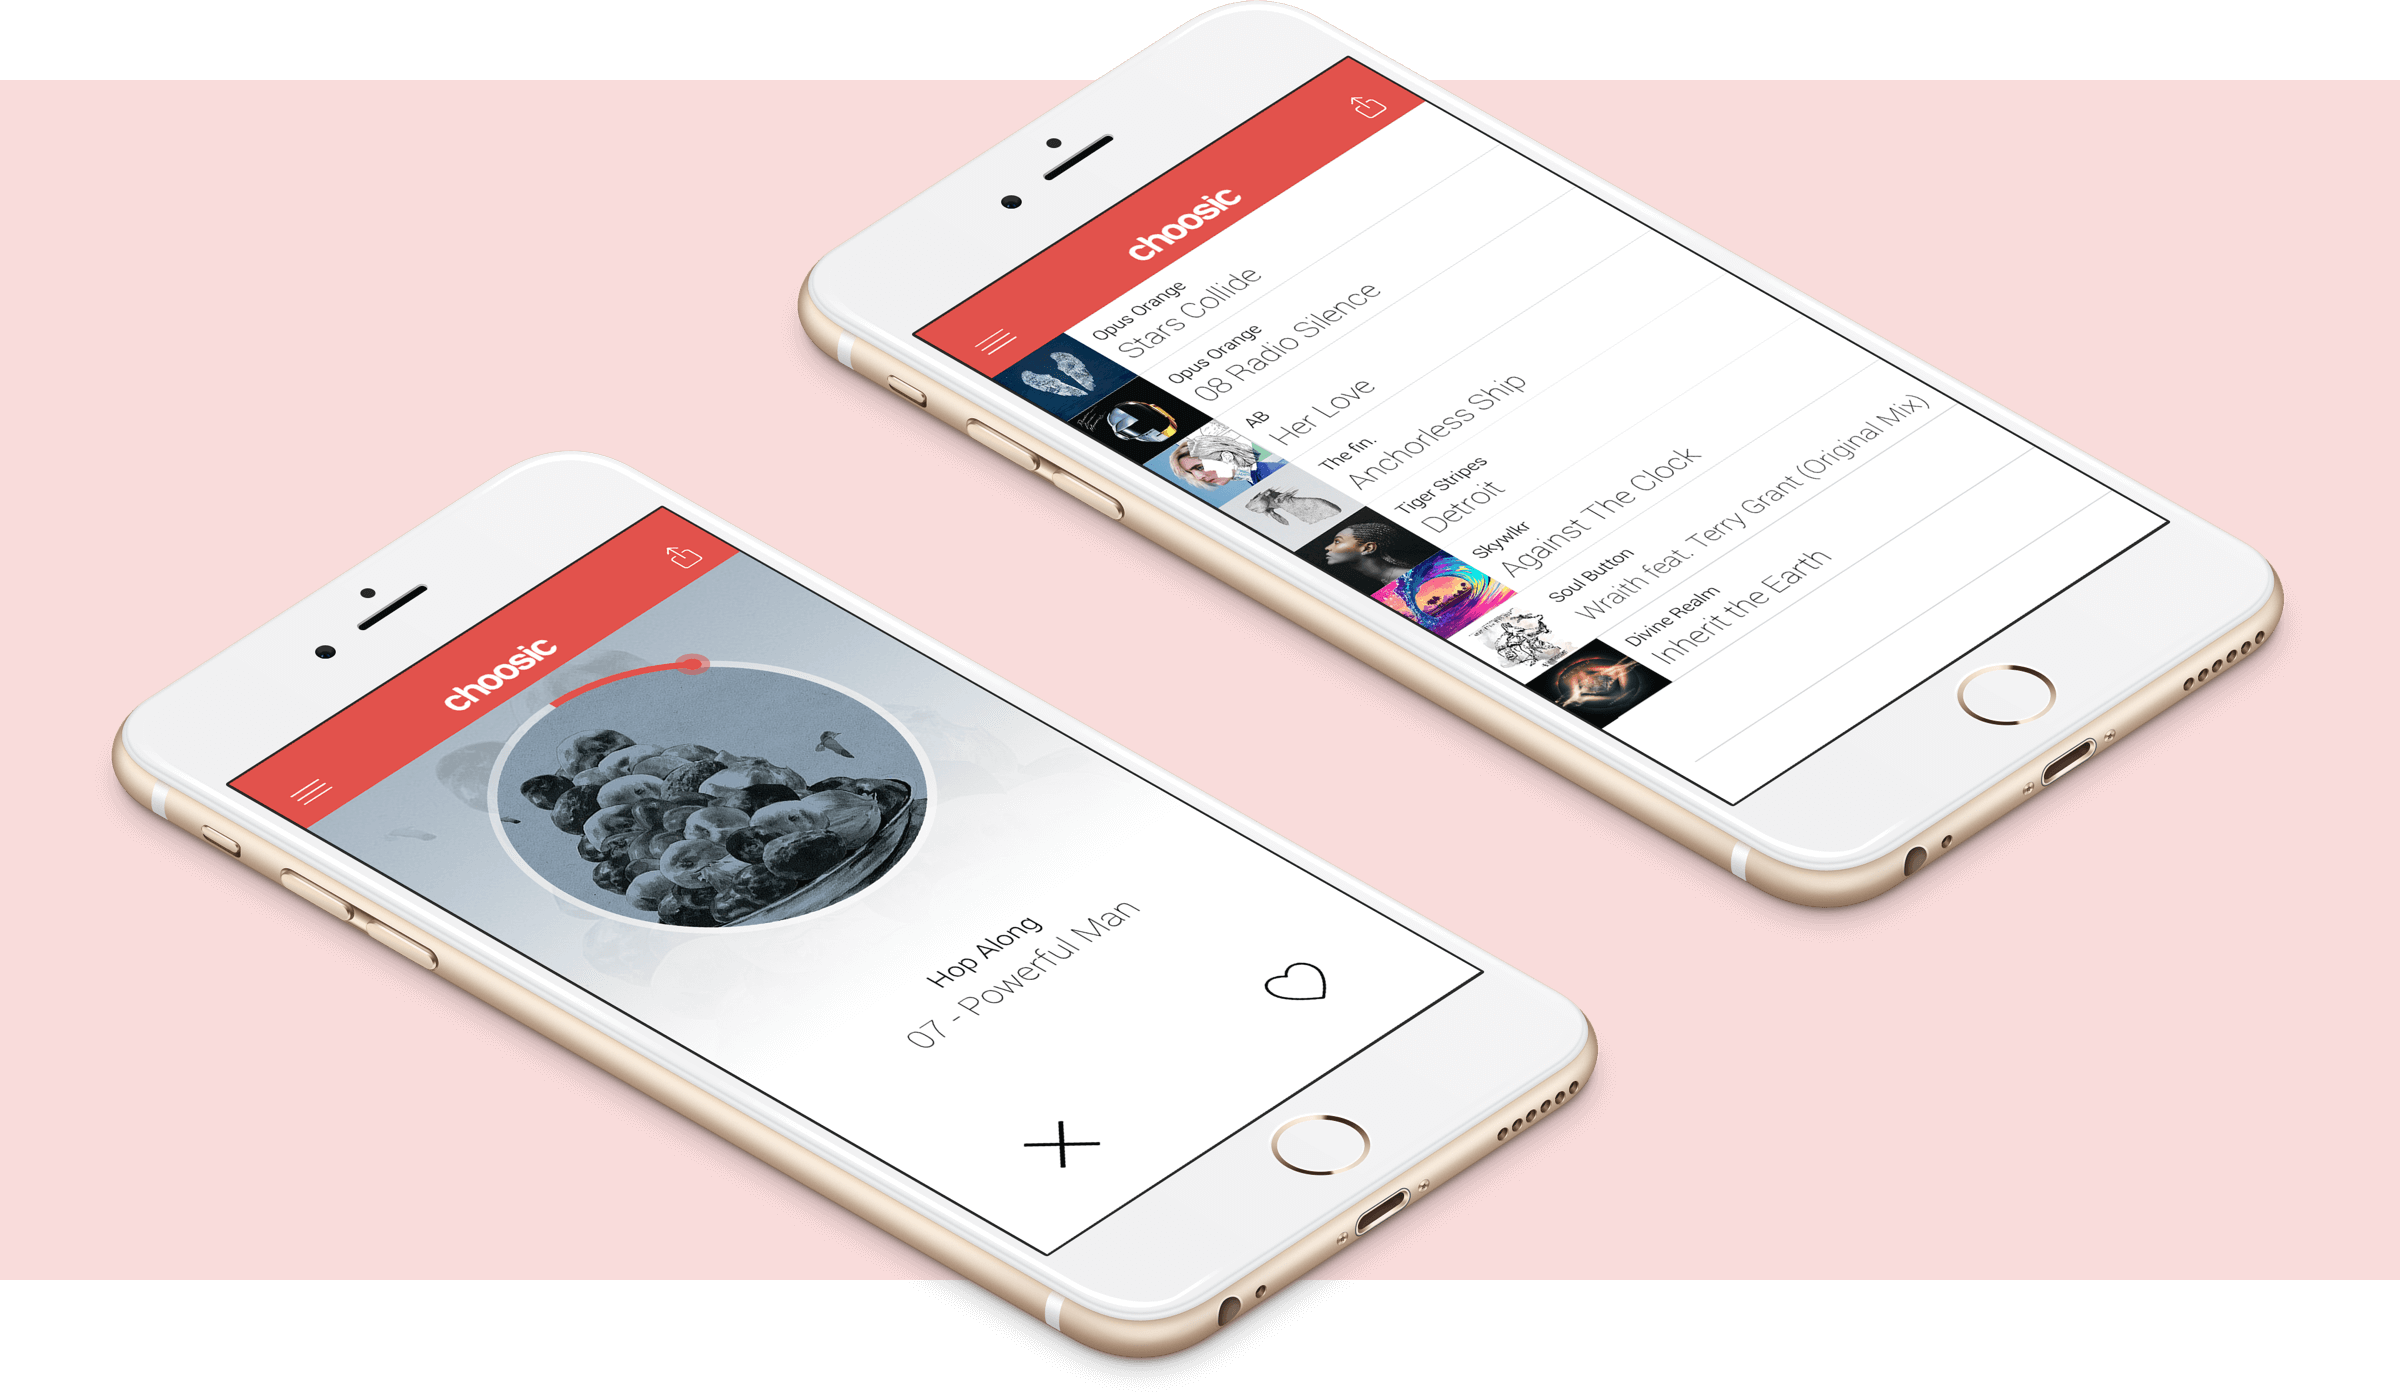 choosic
Opus Orange
Stars Collide
Opus Orange
08 Radio Silence
AB
Her Love
The fin.
Anchorless Ship
Tiger Stripes
Detroit
Skywlkr
Against The Clock
Soul Button
Wraith feat. Terry Grant (Original Mix)
Divine Realm
Inherit the Earth
choosic
Hop Along
07 - Powerful Man